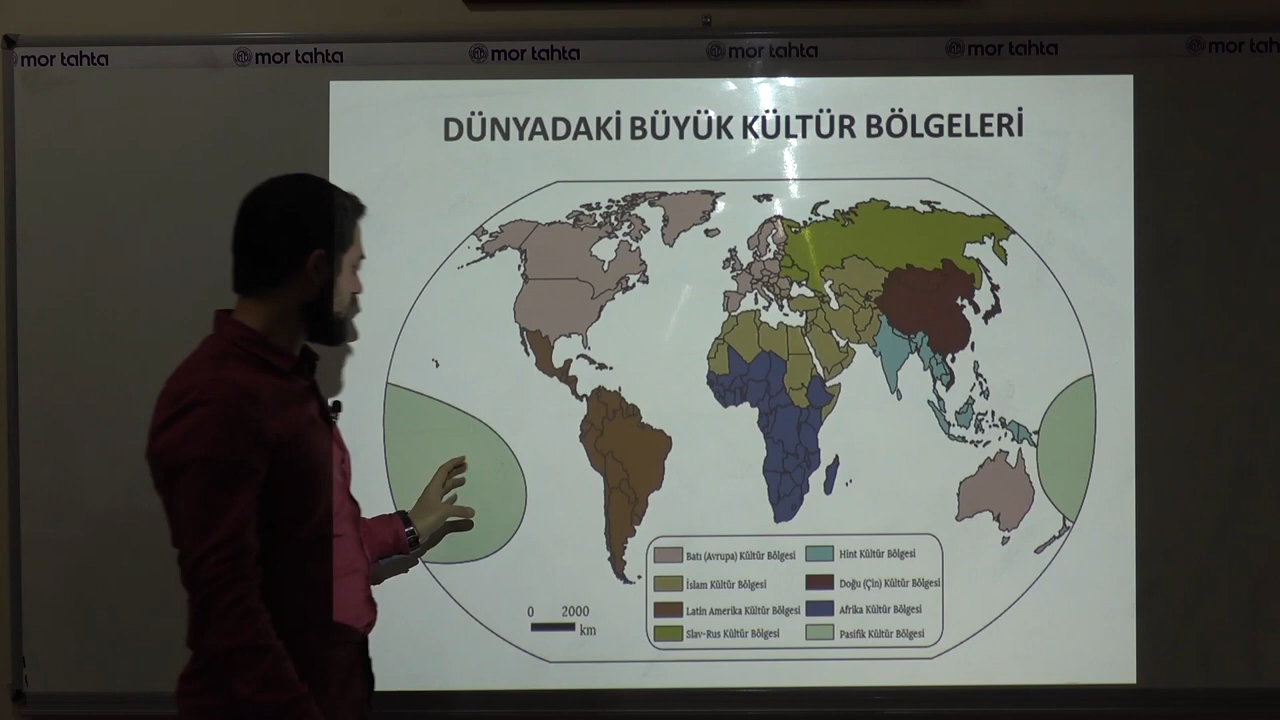 mor tahta mor tahta mor tahta mor tahta mor tahta mor taht
DÜNYADAKİ BÜYÜK KÜLTÜR BÖLGELERİ
Batı (Avrupa) Kültür Bölgesi Hint Kültür Bölgesi
İslam Kültür Bölgesi Doğu (Çin) Kültür Bölgesi
0 2000 Latin Amerika Kültür Bölgesi Afrika Kültür Bölgesi
km Slav-Rus Kültür Bölgesi Pasifik Kültür Bölgesi